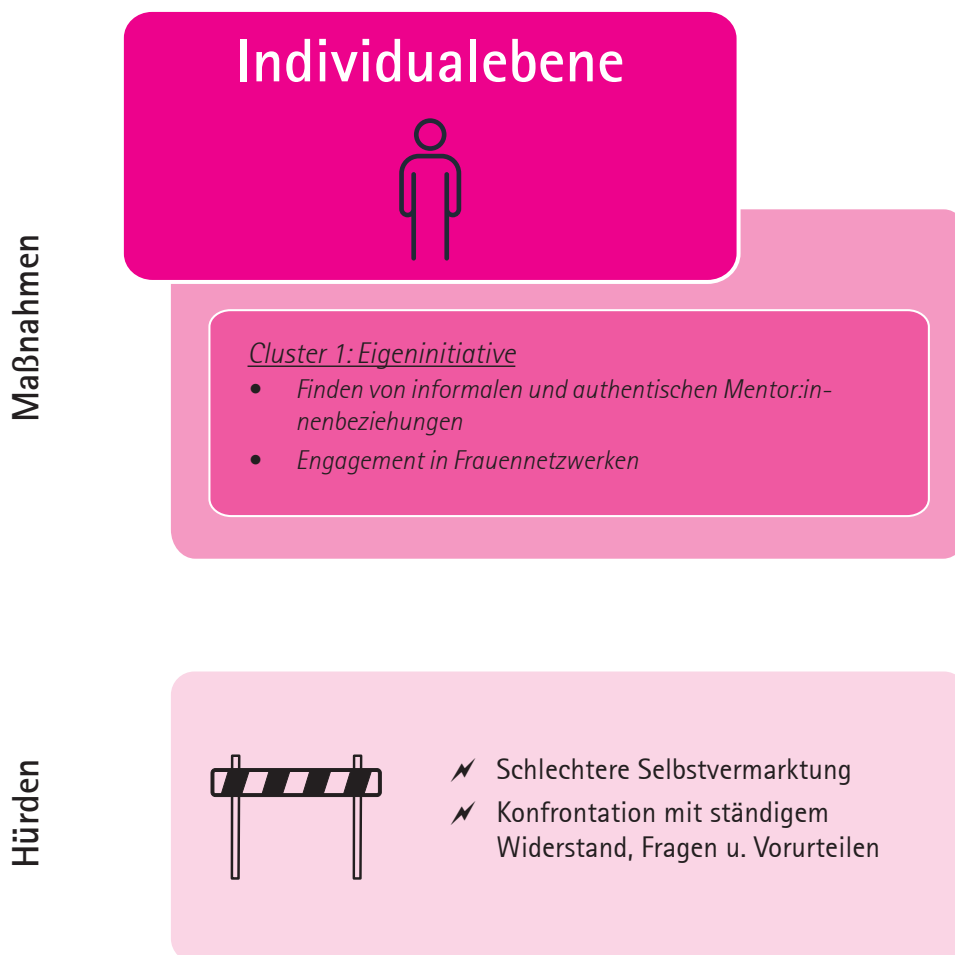 Individualebene
Maßnahmen
Cluster 1: Eigeninitiative
• Finden von informalen und authentischen Mentor:in-
nenbeziehungen
• Engagement in Frauennetzwerken
Hürden
Schlechtere Selbstvermarktung
Konfrontation mit ständigem
Widerstand, Fragen u. Vorurteilen